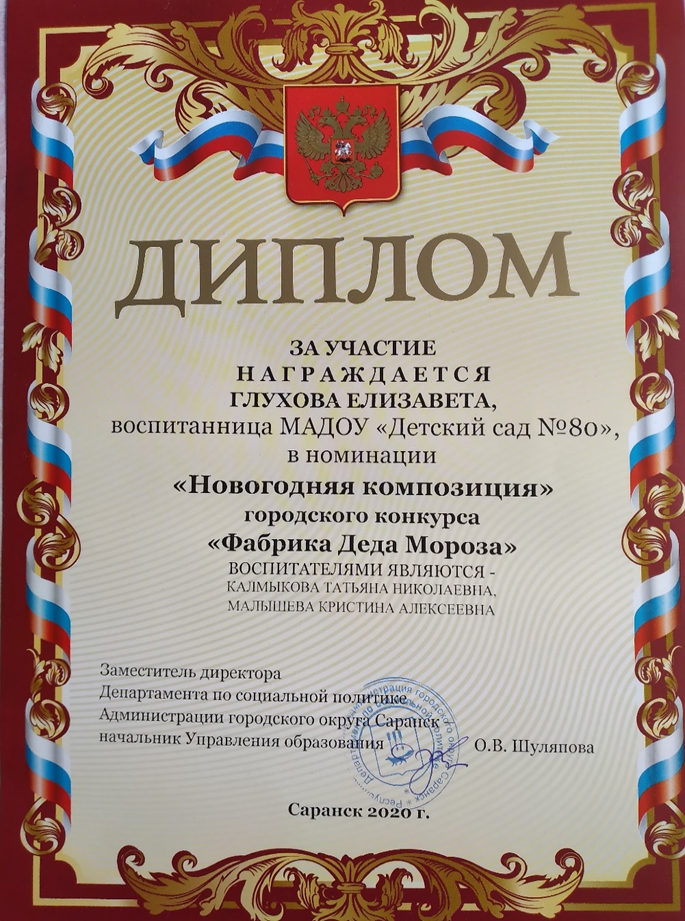 ДИПЛОМ
ЗА УЧАСТИЕ
НАГРАЖДАЕТСЯ
ГЛУХОВА ЕЛИЗАВЕТА,
воспитанница МАДОУ «Детский сад №80»,
в номинации
«Новогодняя композиция»
городского конкурса
«Фабрика Деда Мороза»
ВОСПИТАТЕЛЯМИ ЯВЛЯЮТСЯ -
КАЛМЫКОВА ТАТЬЯНА НИКОЛАЕВНА,
МАЛЫШЕВА КРИСТИНА АЛЕКСЕЕВНА
Заместитель директора
Департамента по социальной политике
Администрации городского округа Саранск
начальник Управления образования О.В. Шуляпова
Саранск 2020 г.